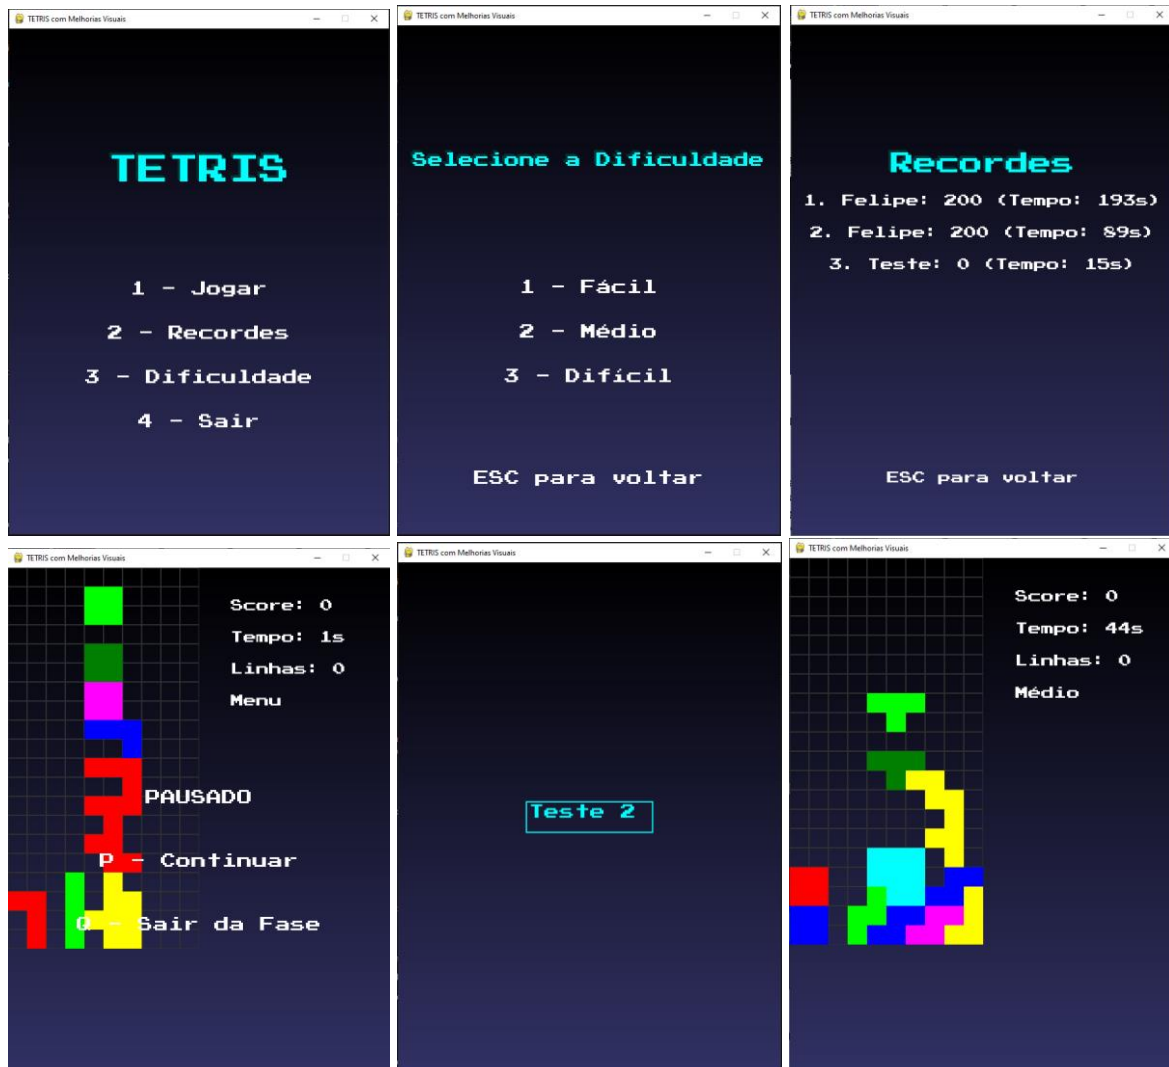 TETRIS com Melhorias Visuais
TETRIS
1 - Jogar
2 - Recordes
3 - Dificuldade
4 - Sair
TETRIS com Melhorias Visuais
Selecione a Dificuldade
1 - Fácil
2 - Médio
3 - Difícil
ESC para voltar
TETRIS com Melhorias Visuais
Recordes
1. Felipe: 200 (Tempo: 193s)
2. Felipe: 200 (Tempo: 89s)
3. Teste: 0 (Tempo: 15s)
ESC para voltar
TETRIS com Melhorias Visuais
Score: 0
Tempo: 1s
Linhas: 0
Menu
PAUSADO
P - Continuar
Q - Sair da Fase
TETRIS com Melhorias Visuais
Teste 2
TETRIS com Melhorias Visuais
Score: 0
Tempo: 44s
Linhas: 0
Médio